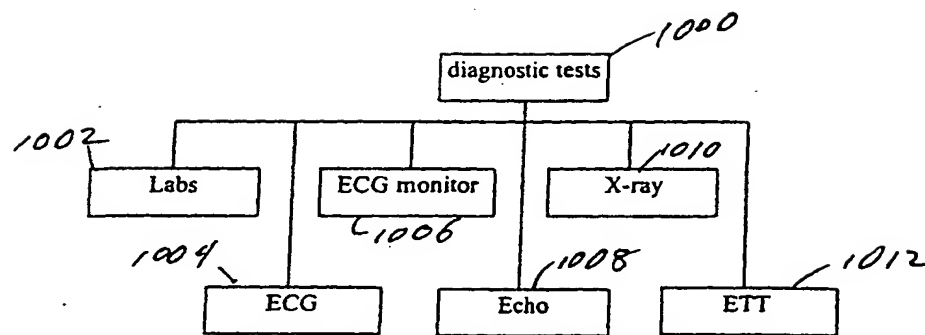 1000
diagnostic tests
1002
1010
Labs
ECG monitor
X-ray
1006
1004
1008
1012
ECG
Echo
ETT